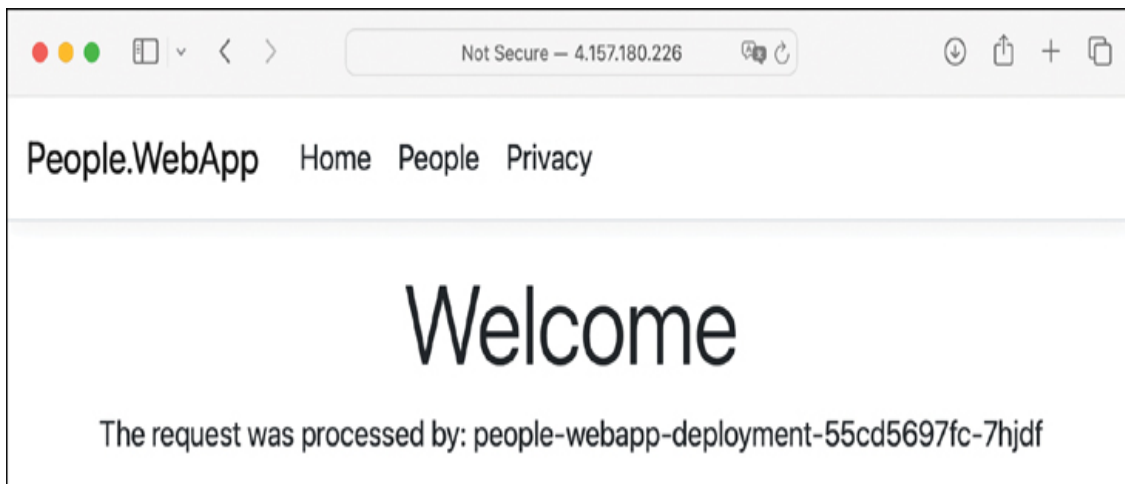 Not Secure — 4.157.180.226
People.WebApp Home People Privacy
Welcome
The request was processed by: people-webapp-deployment-55cd5697fc-7hjdf